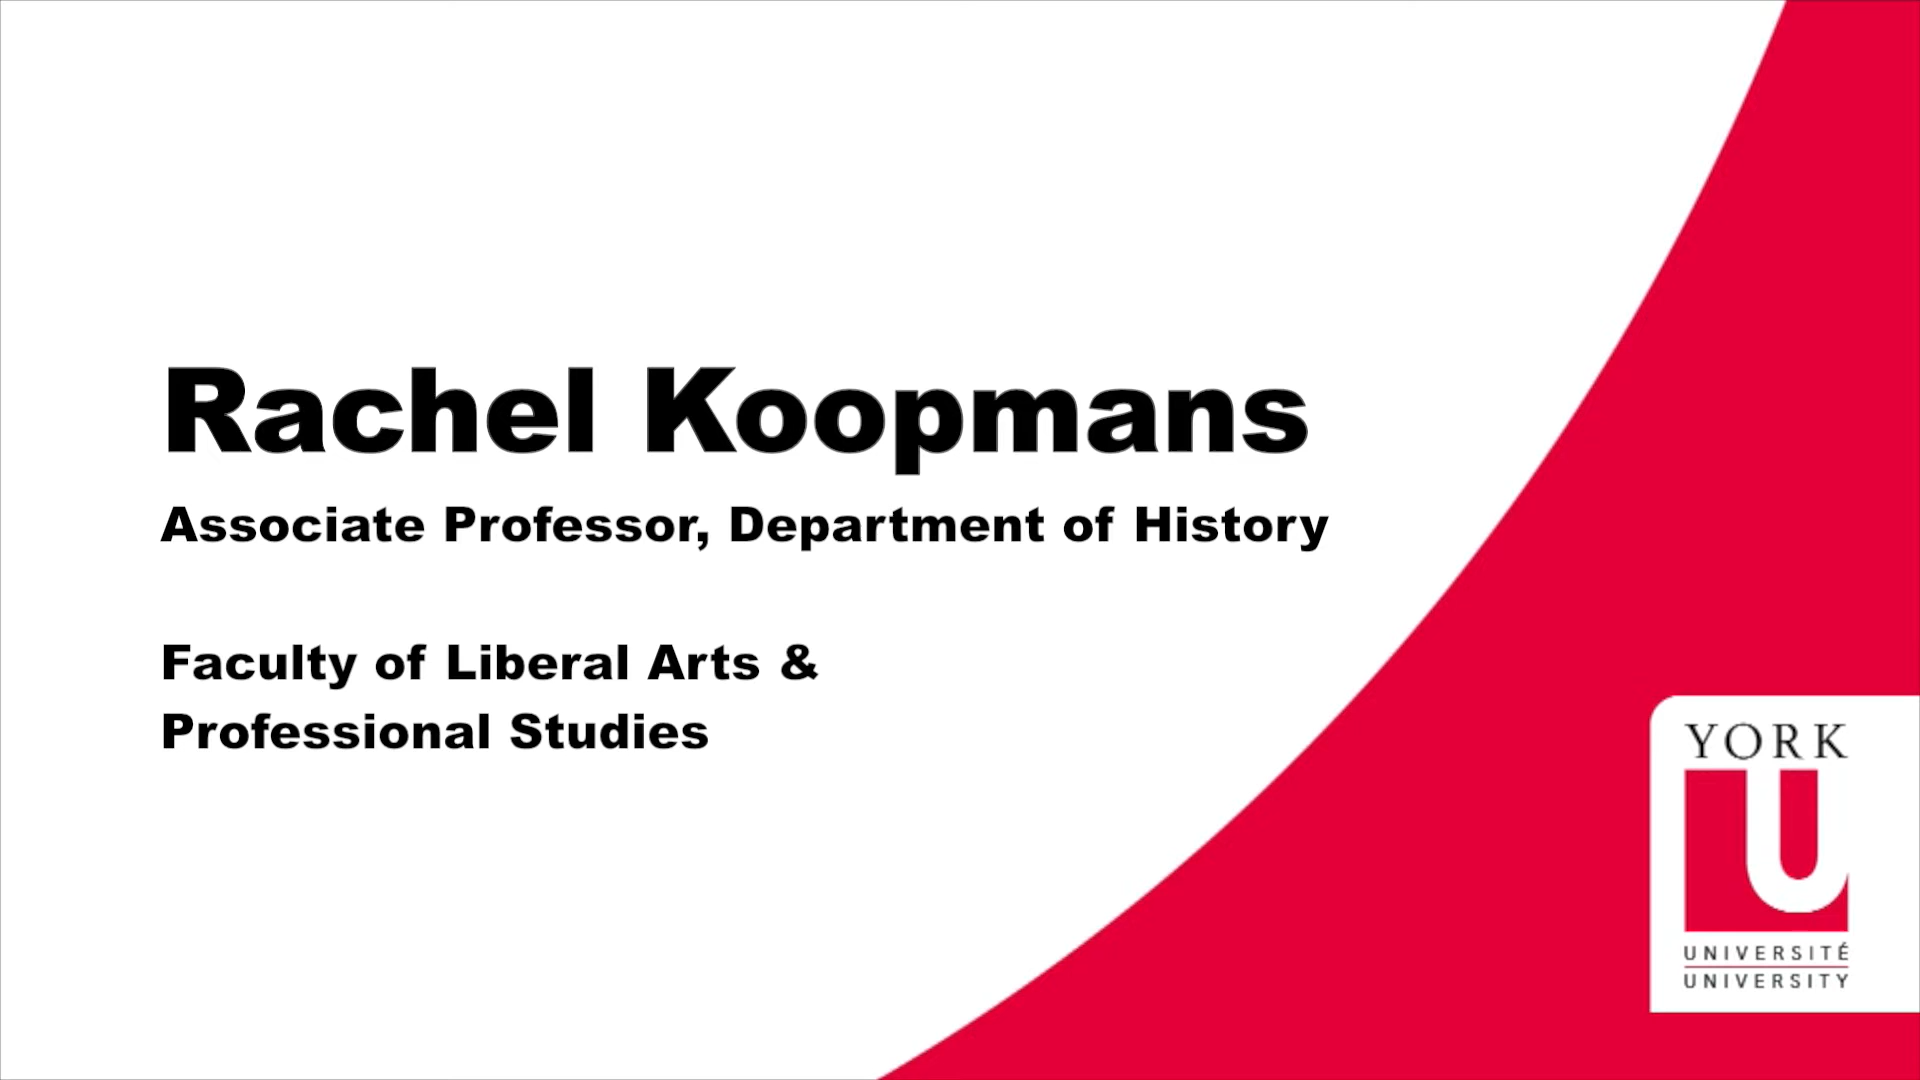 Rachel Koopmans
Associate Professor, Department of History
Faculty of Liberal Arts &
Professional Studies
YORK
U
UNIVERSITÉ
UNIVERSITY